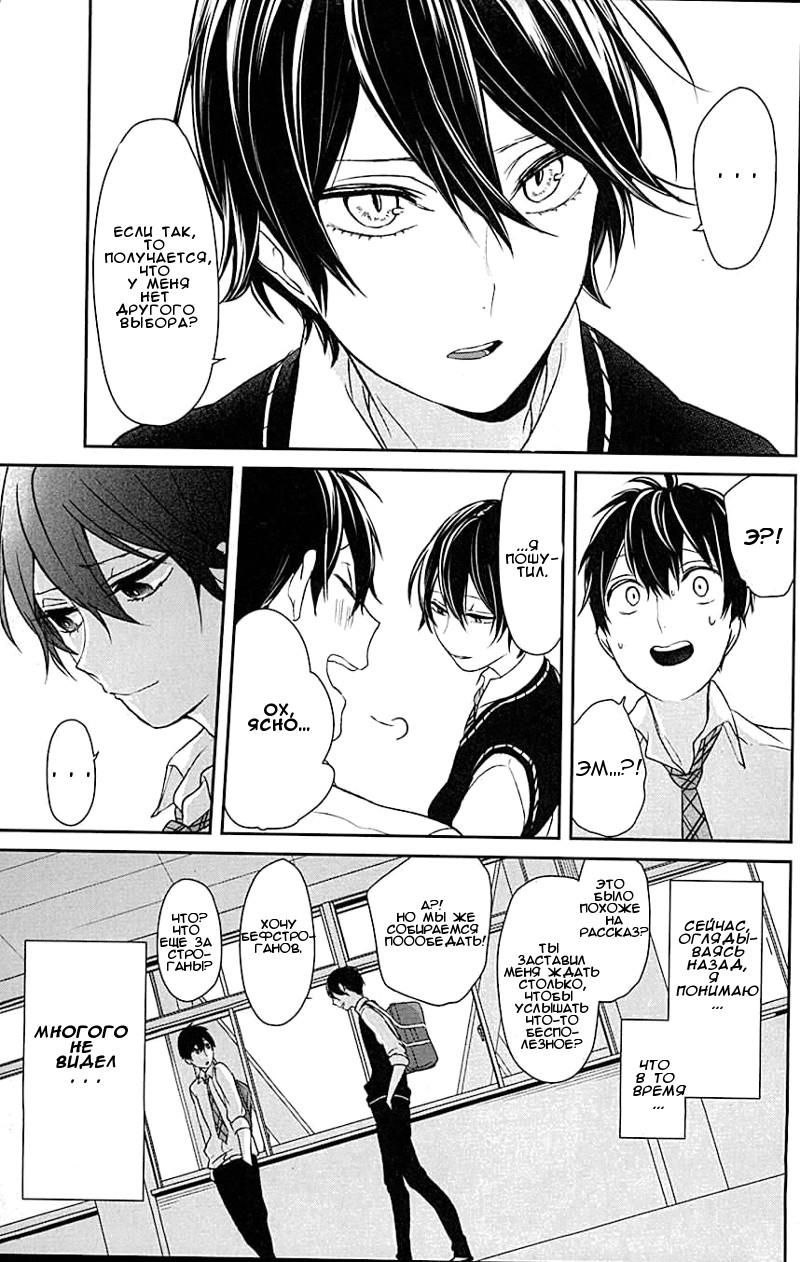 ...
ЕСЛИ ТАК,
ТО
ПОЛУЧАЕТСЯ,
ЧТО
У МЕНЯ
НЕТ
ДРУГОГО
ВЫБОРА?
Э?!
ЭМ...?!
...Я
ПОШУ-
ТИЛ.
ОХ,
ЯСНО...
...
СЕЙЧАС,
ОГЛЯДЫ-
ВАЯСЬ
НАЗАД,
Я
ПОНИМАЮ
...
ЧТО
В ТО
ВРЕМЯ
...
ЭТО
БЫЛО
ПОХОЖЕ
НА
РАССКАЗ?
ТЫ
ЗАСТАВИЛ
МЕНЯ ЖДАТЬ
СТОЛЬКО,
ЧТОБЫ
УСЛЫШАТЬ
ЧТО-ТО
БЕСПО-
ЛЕЗНОЕ?
А?!
НО МЫ ЖЕ
СОБИРАЕМСЯ
ПОООБЕДАТЬ!
ХОЧУ
БЕФСТРО-
ГАНОВ.
ЧТО?
ЧТО
ЕЩЕ ЗА
СТРО-
ГАНЫ?
МНОГОГО
НЕ
ВИДЕЛ
...